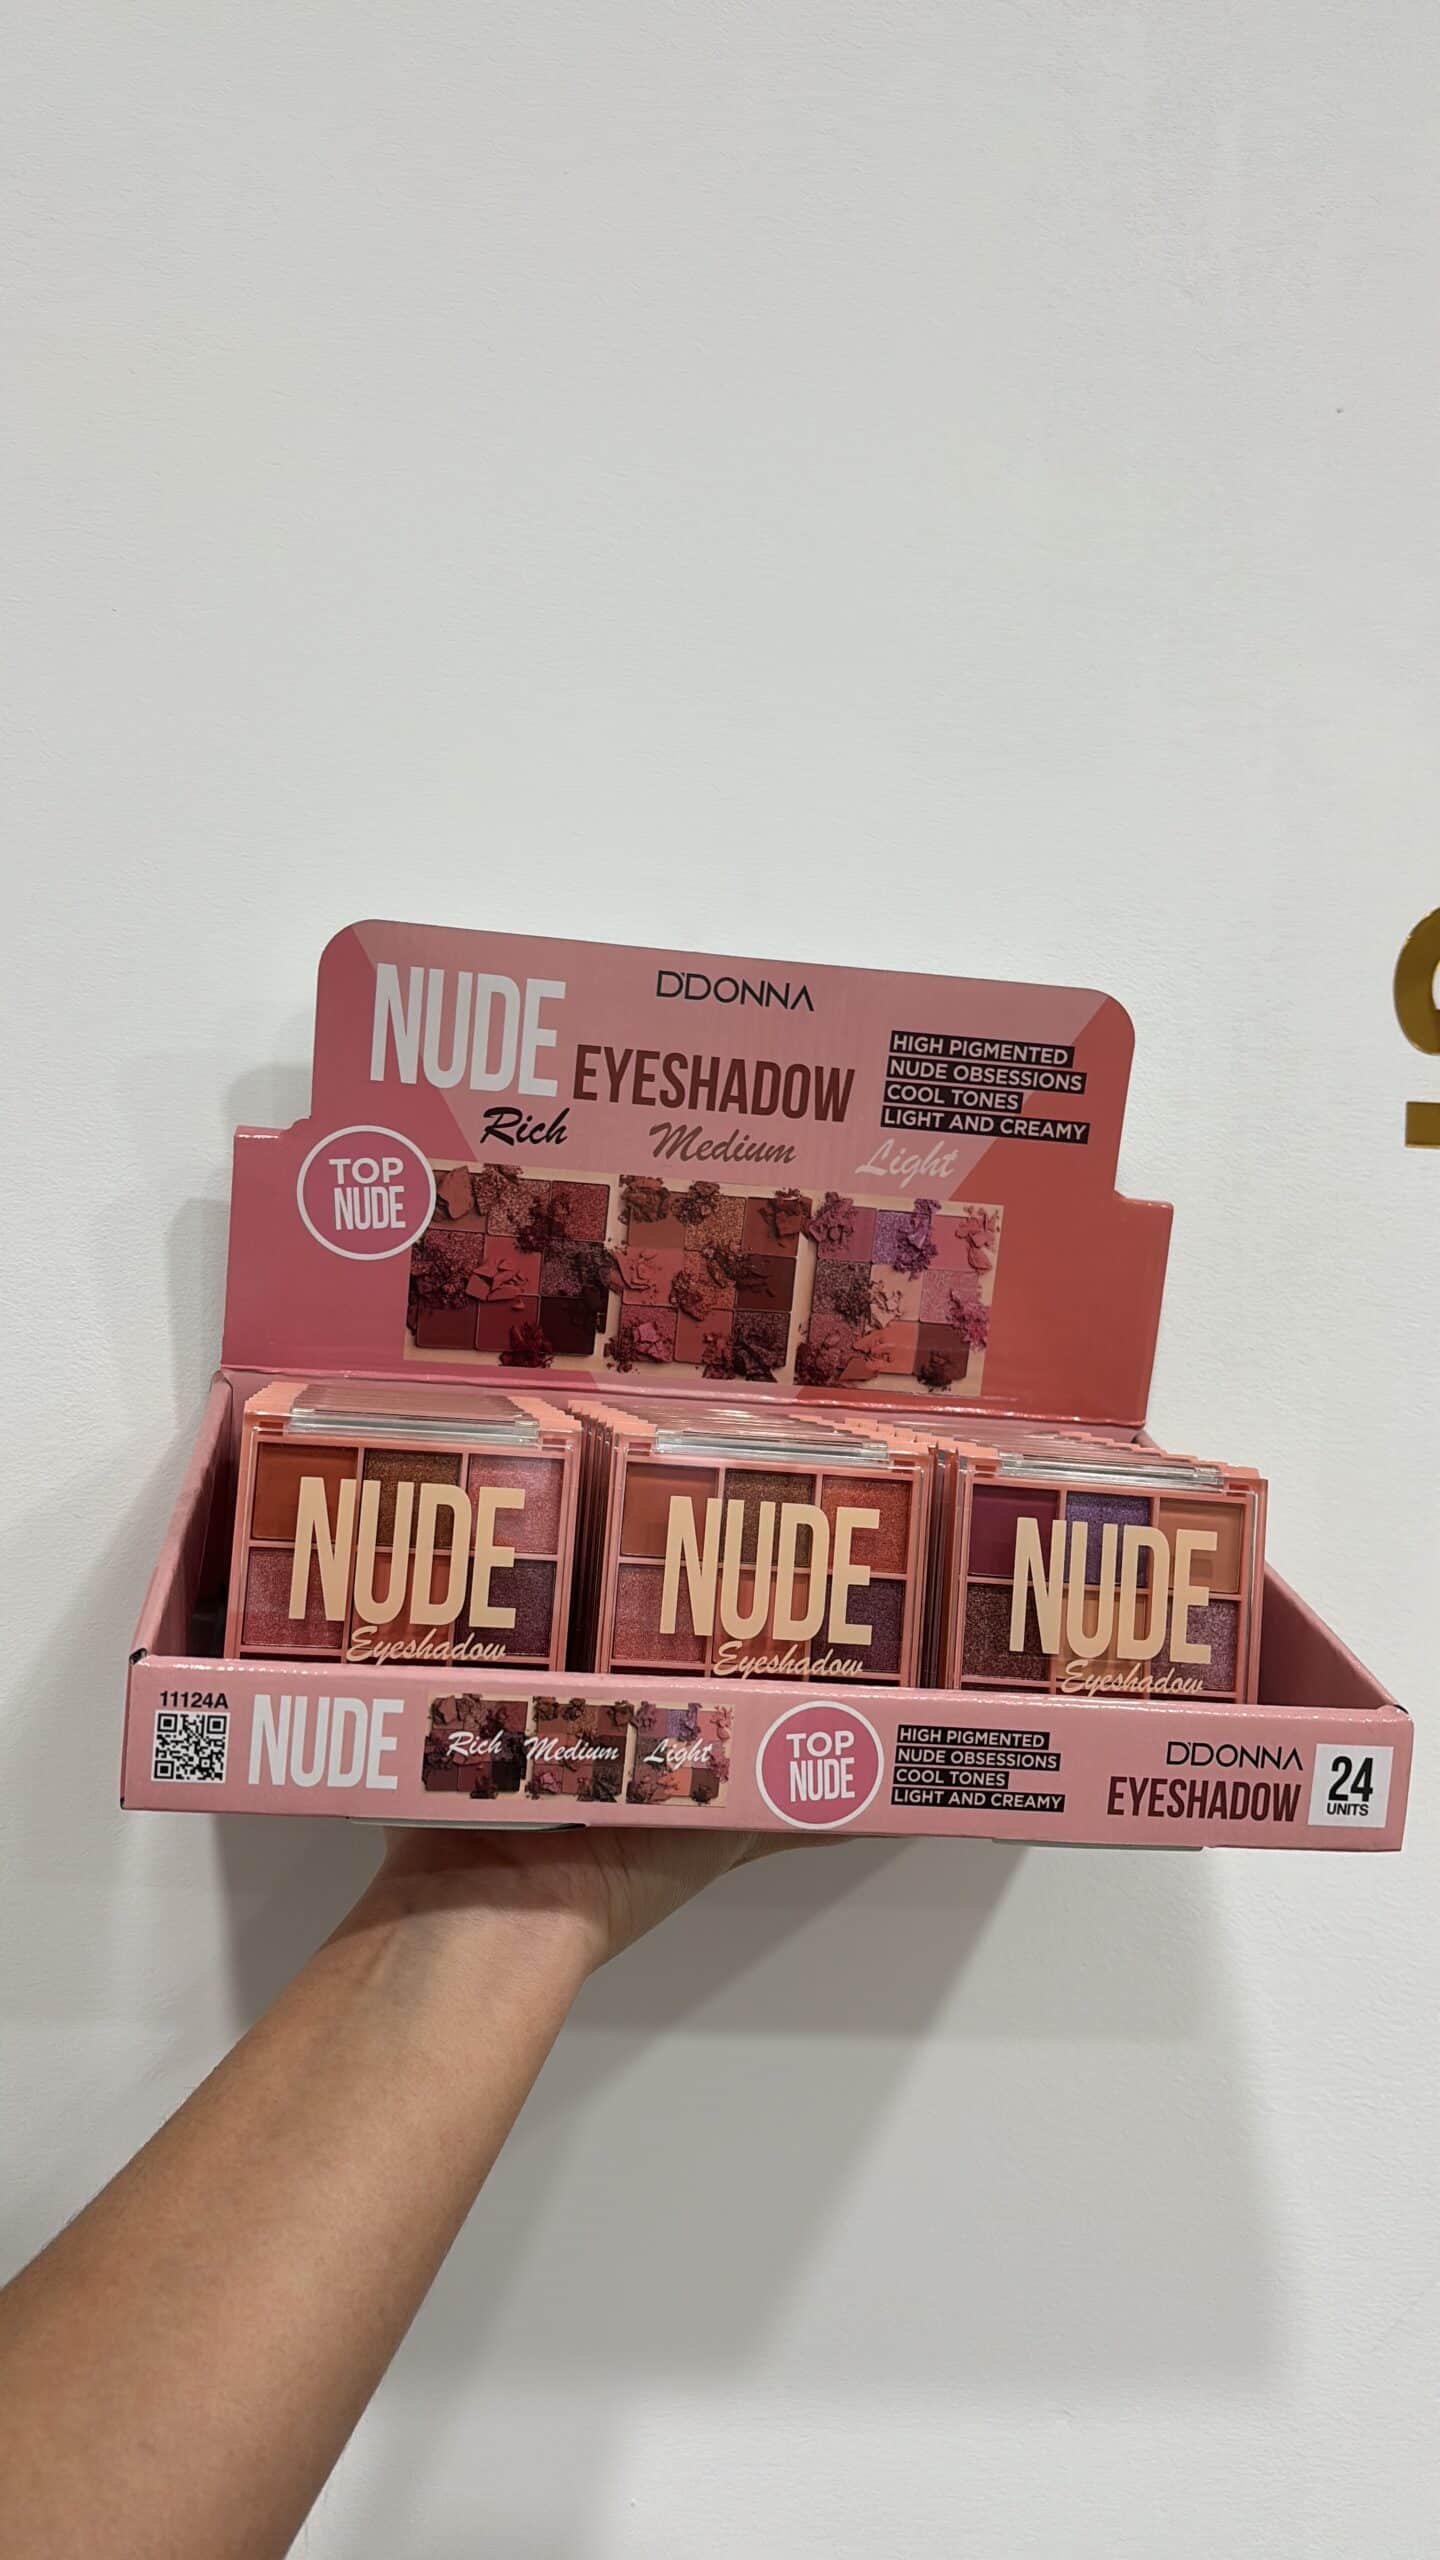 D'DONNA
NUDE EYESHADOW
HIGH PIGMENTED
NUDE OBSESSIONS
COOL TONES
LIGHT AND CREAMY
Rich Medium Light
TOP
NUDE
NUDE
Eyeshadow
NUDE
Eyeshadow
NUDE
Eyeshadow
11124A
NUDE
Rich Medium Light
TOP
NUDE
HIGH PIGMENTED
NUDE OBSESSIONS
COOL TONES
LIGHT AND CREAMY
D'DONNA
EYESHADOW
24
UNITS